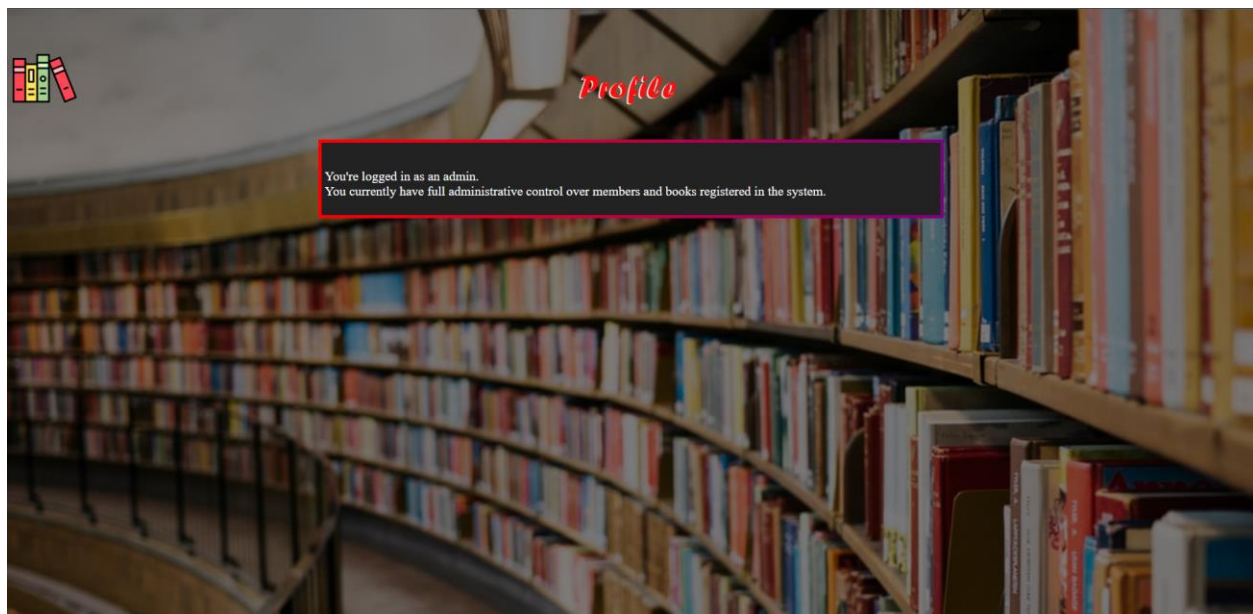 Profile
You're logged in as an admin.
You currently have full administrative control over members and books registered in the system.